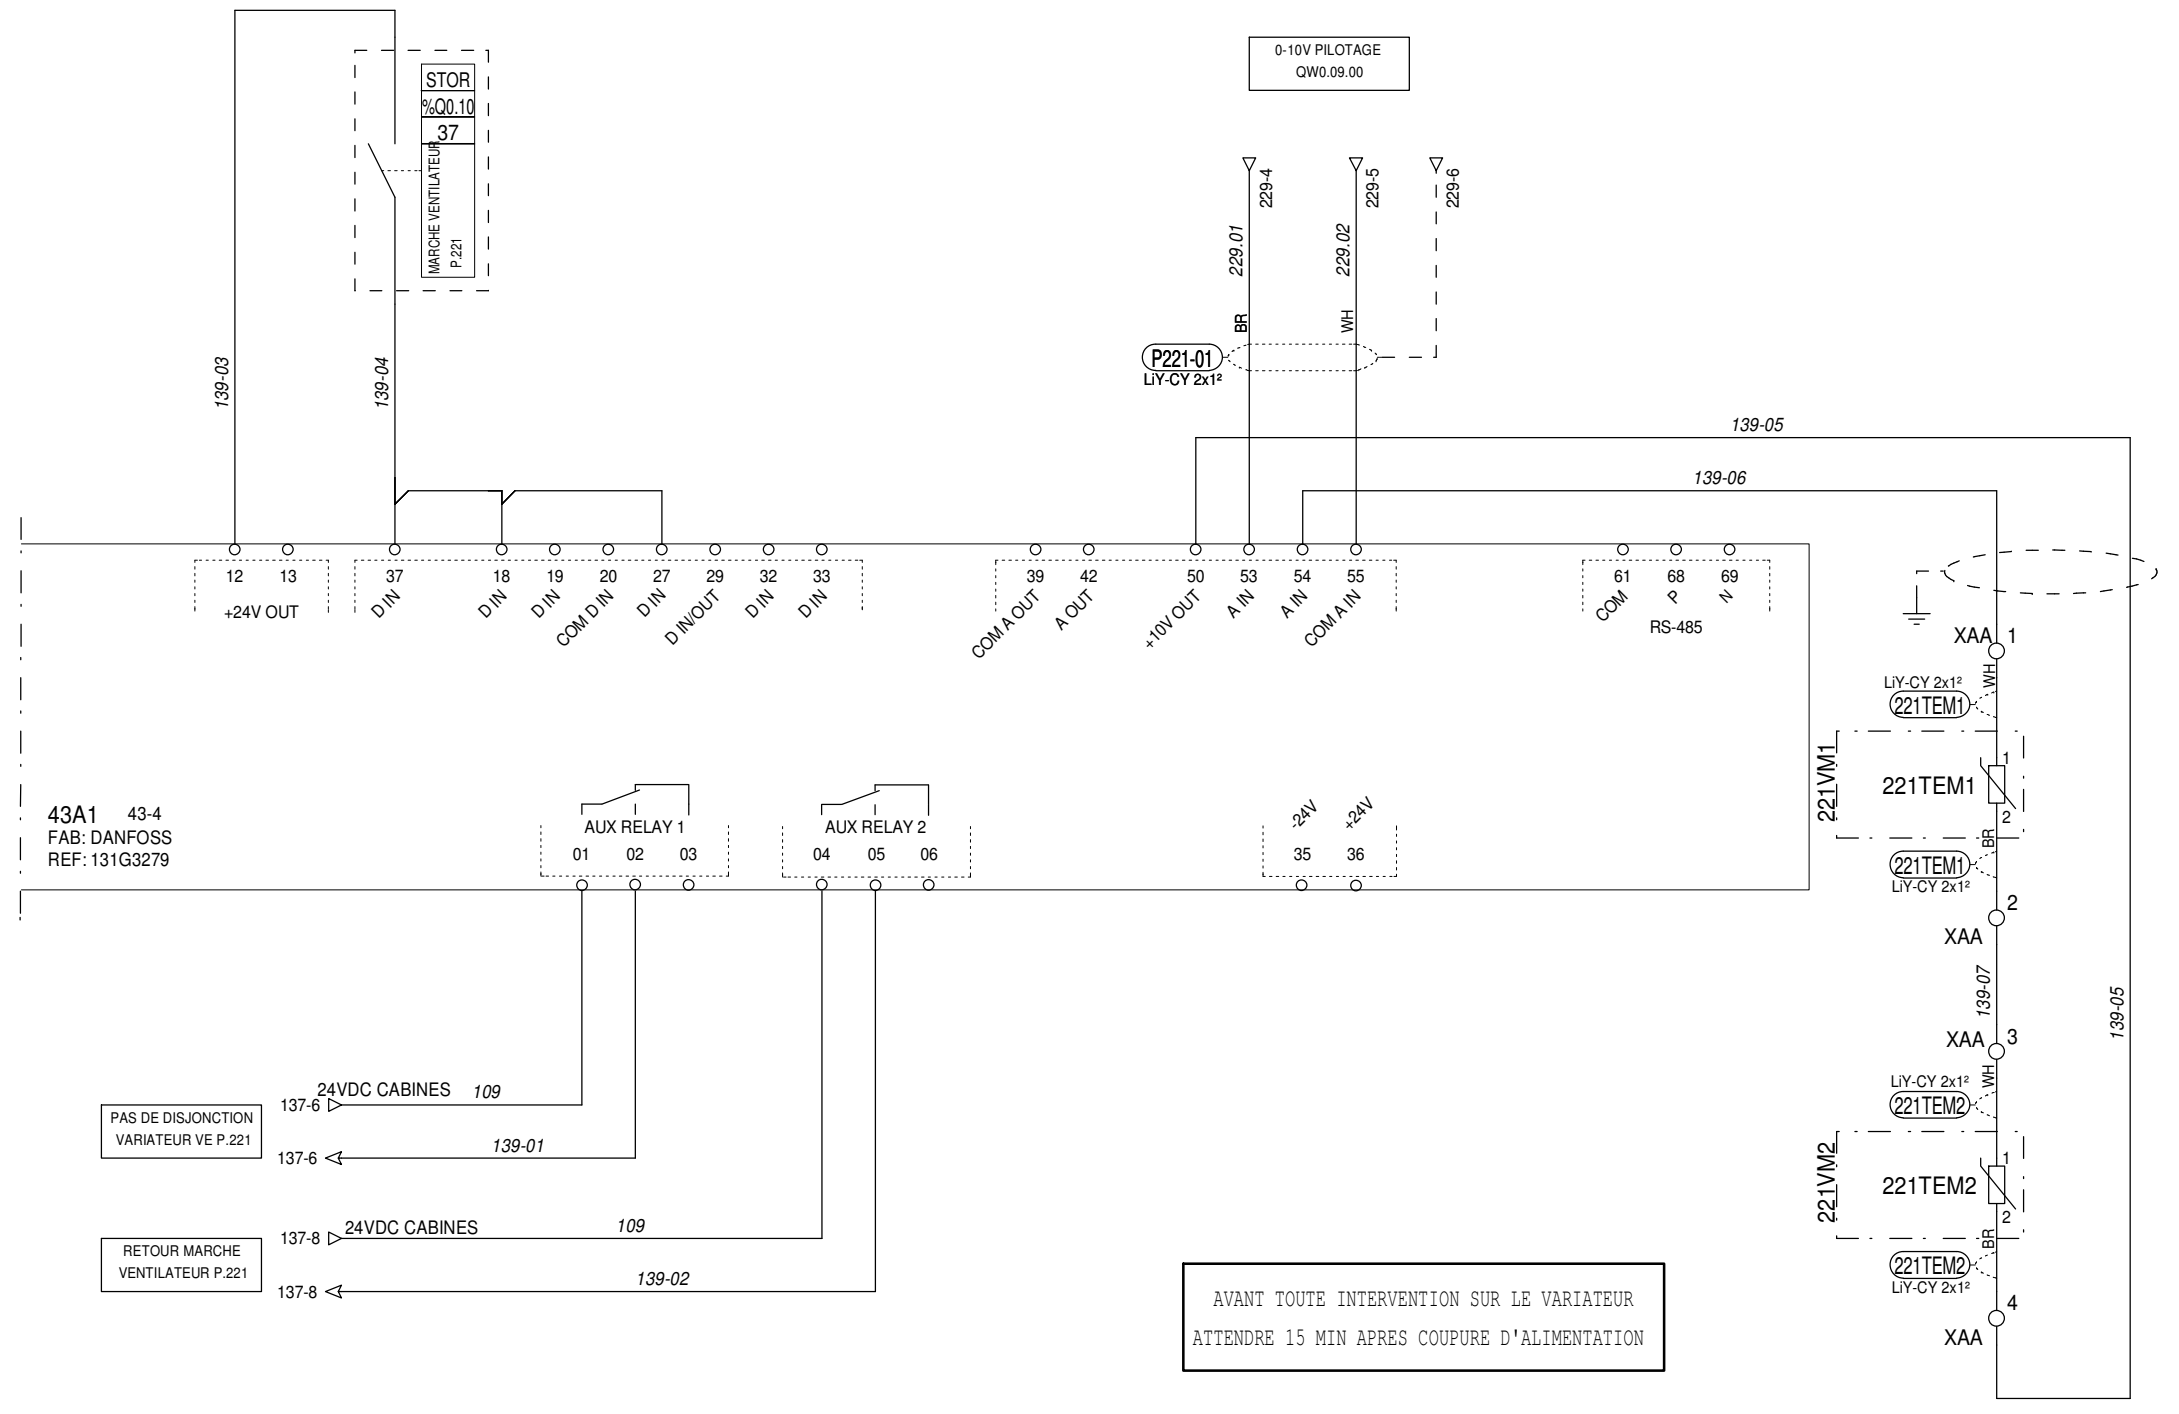 0-10V PILOTAGE
QW0.09.00
STOR
%Q0.10
37
MARCHE VENTILATEUR
P.221
229-4
229-5
229-6
229.01
229.02
BR
WH
P221-01
LiY-CY 2x1²
139-03
139-04
139-05
139-06
12
13
37
18
19
20
27
29
32
33
39
42
50
53
54
55
61
68
69
+24V OUT
D IN
D IN
D IN
COM D IN
D IN
D IN/OUT
D IN
D IN
COM A OUT
A OUT
+10V OUT
A IN
A IN
COM A IN
COM
P
N
RS-485
XAA
1
WH
LiY-CY 2x1²
221TEM1
221VM1
221TEM1
1
2
BR
221TEM1
LiY-CY 2x1²
2
XAA
139-07
139-05
XAA
3
WH
LiY-CY 2x1²
221TEM2
221VM2
221TEM2
1
2
BR
221TEM2
LiY-CY 2x1²
4
XAA
43A1
43-4
FAB: DANFOSS
REF: 131G3279
AUX RELAY 1
01
02
03
AUX RELAY 2
04
05
06
-24V
+24V
35
36
PAS DE DISJONCTION
VARIATEUR VE P.221
137-6
24VDC CABINES
109
137-6
139-01
RETOUR MARCHE
VENTILATEUR P.221
137-8
24VDC CABINES
109
137-8
139-02
AVANT TOUTE INTERVENTION SUR LE VARIATEUR
ATTENDRE 15 MIN APRES COUPURE D'ALIMENTATION